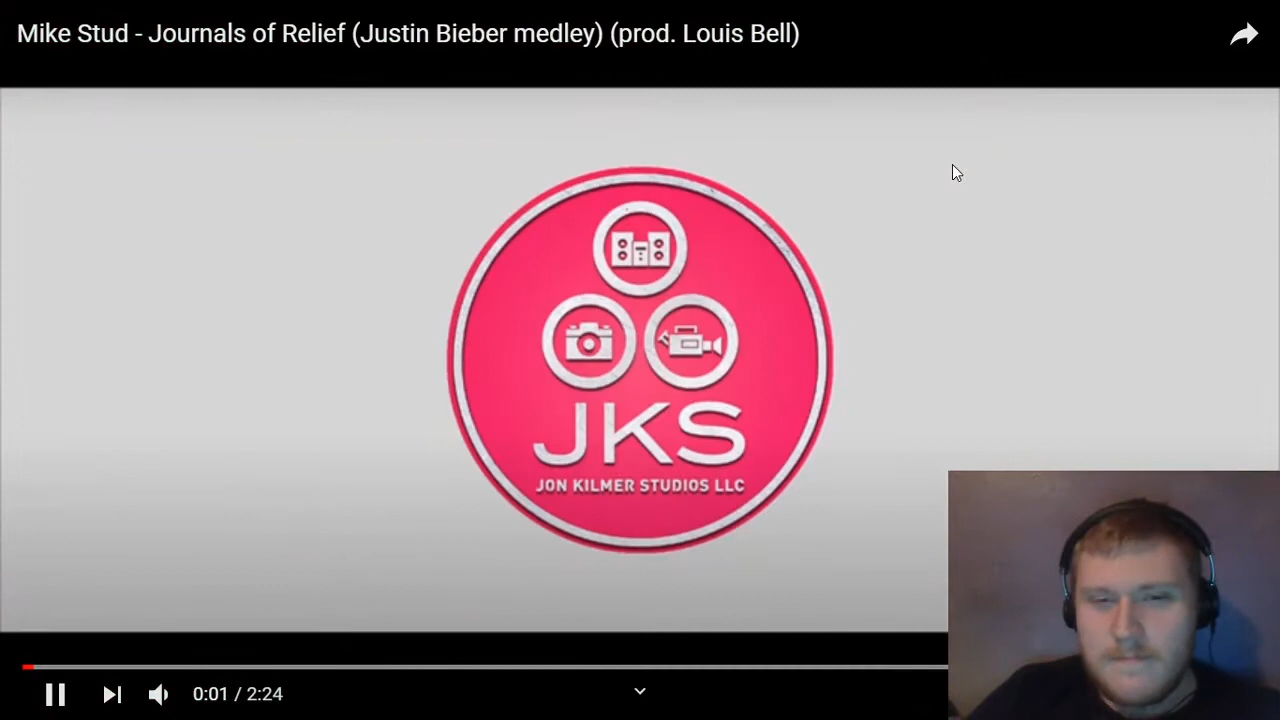 Mike Stud - Journals of Relief (Justin Bieber medley) (prod. Louis Bell)
JKS
JON KILMER STUDIOS LLC
0:01 / 2:24